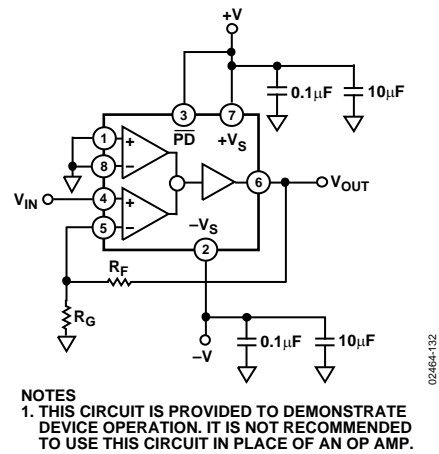 +V
0.1μF
10μF
3
7
PD
+VS
1
+
8
–
VIN
4
+
5
–
6
VOUT
–VS
2
RF
RG
0.1μF
10μF
–V
02464-132
NOTES
1. THIS CIRCUIT IS PROVIDED TO DEMONSTRATE
DEVICE OPERATION. IT IS NOT RECOMMENDED
TO USE THIS CIRCUIT IN PLACE OF AN OP AMP.